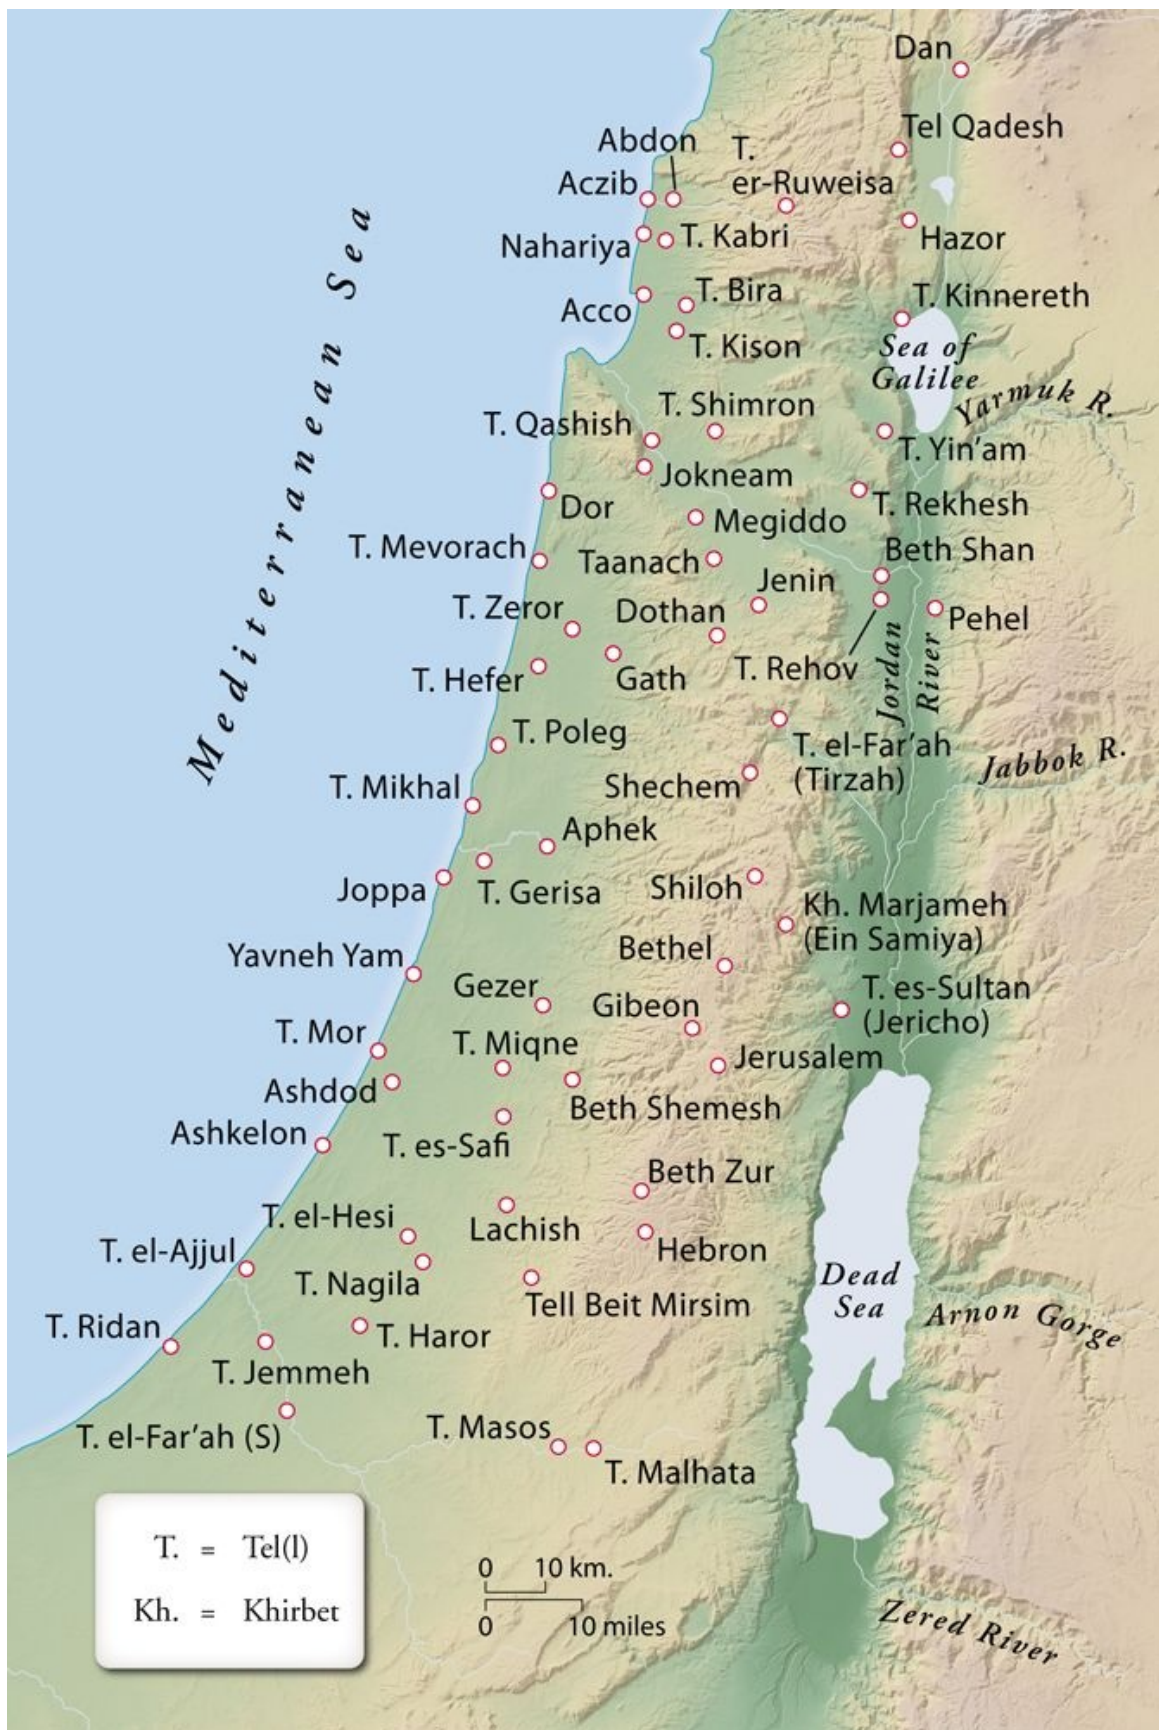 Dan
Tel Qadesh
Abdon
T.
er-Ruweisa
Aczib
Nahariya
T. Kabri
Hazor
Acco
T. Bira
T. Kinnereth
T. Kison
Sea of
Galilee
Yarmuk R.
T. Shimron
T. Qashish
T. Yin'am
Jokneam
Dor
T. Rekhesh
Megiddo
T. Mevorach
Taanach
Beth Shan
Jenin
T. Zeror
Dothan
Pehel
T. Rehov
Jordan
River
T. Hefer
Gath
Mediterranean Sea
T. Poleg
T. el-Far'ah
(Tirzah)
Jabbok R.
T. Mikhal
Shechem
Aphek
Joppa
T. Gerisa
Shiloh
Kh. Marjameh
(Ein Samiya)
Yavneh Yam
Bethel
Gezer
Gibeon
T. es-Sultan
(Jericho)
T. Mor
T. Miqne
Jerusalem
Ashdod
Beth Shemesh
Ashkelon
T. es-Safi
Beth Zur
T. el-Hesi
Lachish
Hebron
T. el-Ajjul
T. Nagila
Tell Beit Mirsim
Dead
Sea
Arnon Gorge
T. Ridan
T. Haror
T. Jemmeh
T. el-Far'ah (S)
T. Masos
T. Malhata
T. = Tel(l)
Kh. = Khirbet
0 10 km.
0 10 miles
Zered River